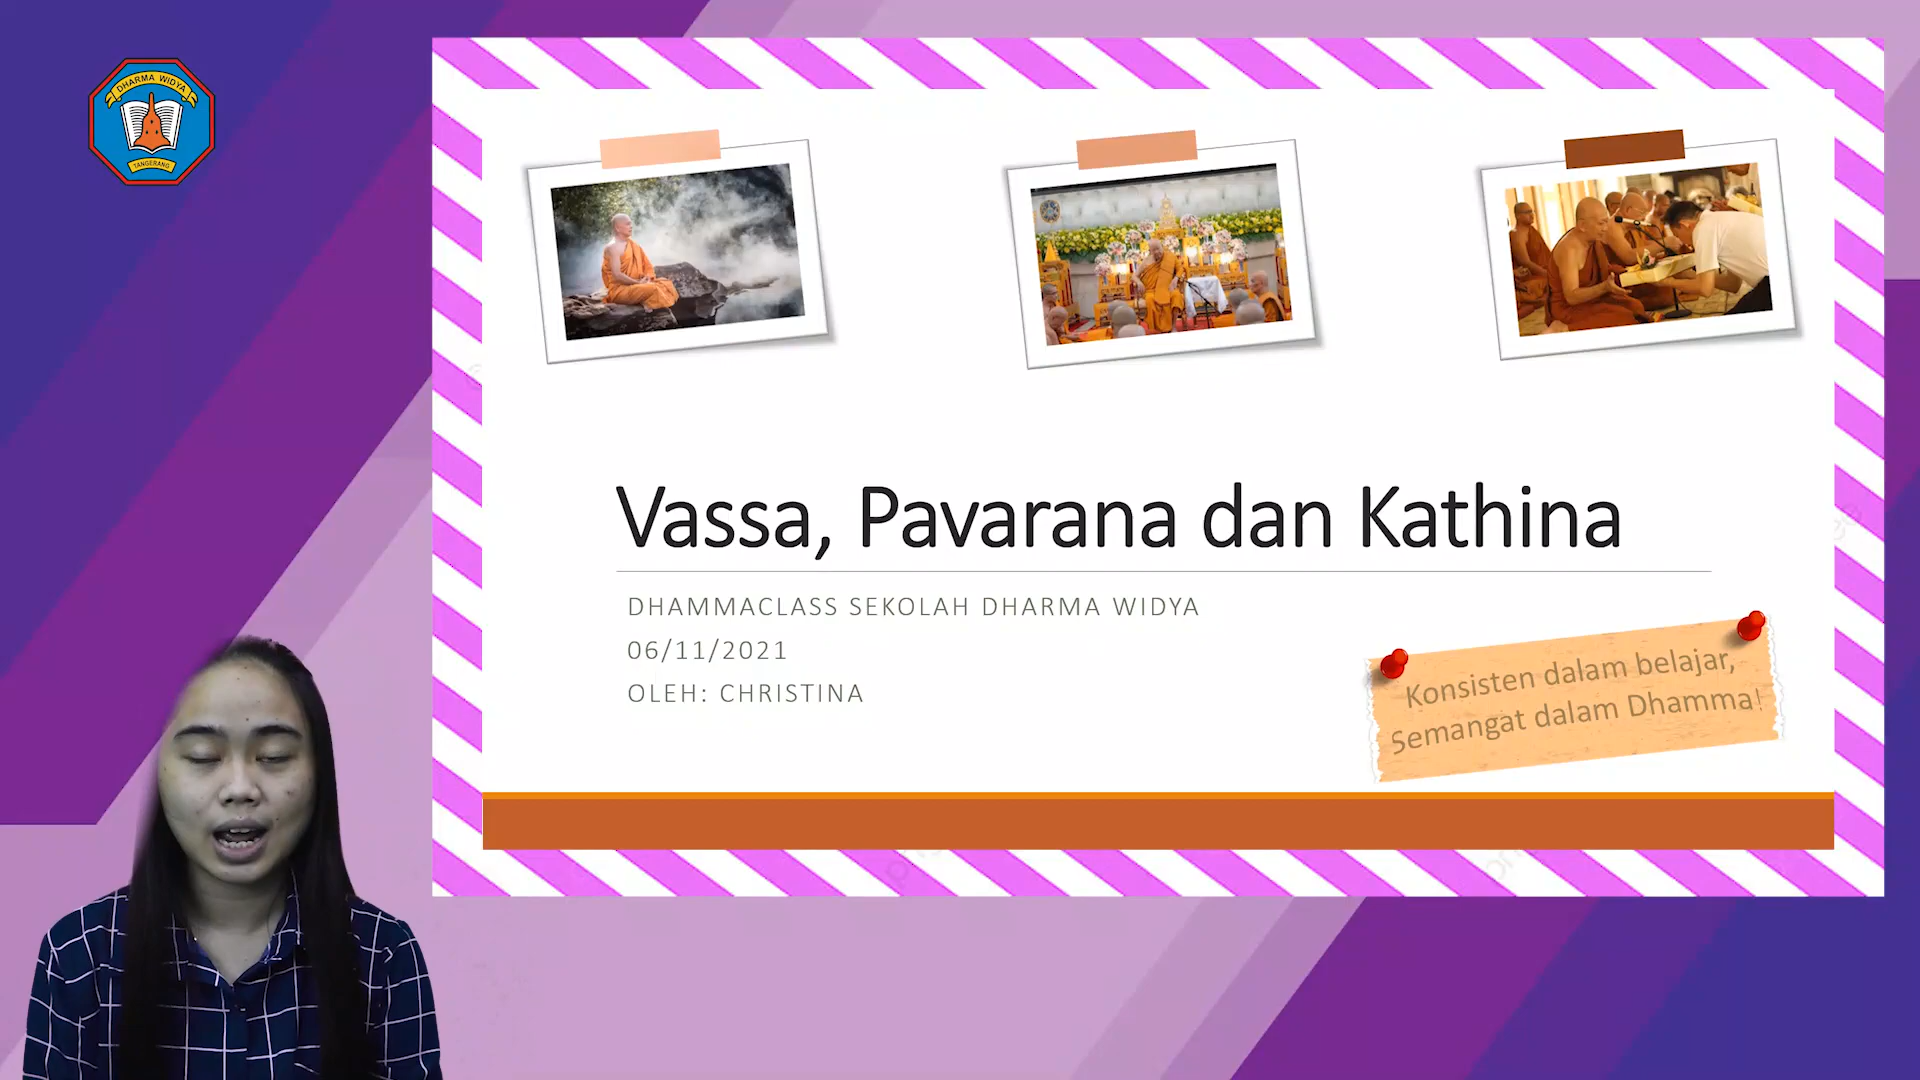 DHARMA WIDYA
TANGERANG
Vassa, Pavarana dan Kathina
DHAMMACLASS SEKOLAH DHARMA WIDYA
06/11/2021
OLEH: CHRISTINA
Konsisten dalam belajar,
Semangat dalam Dhamma!